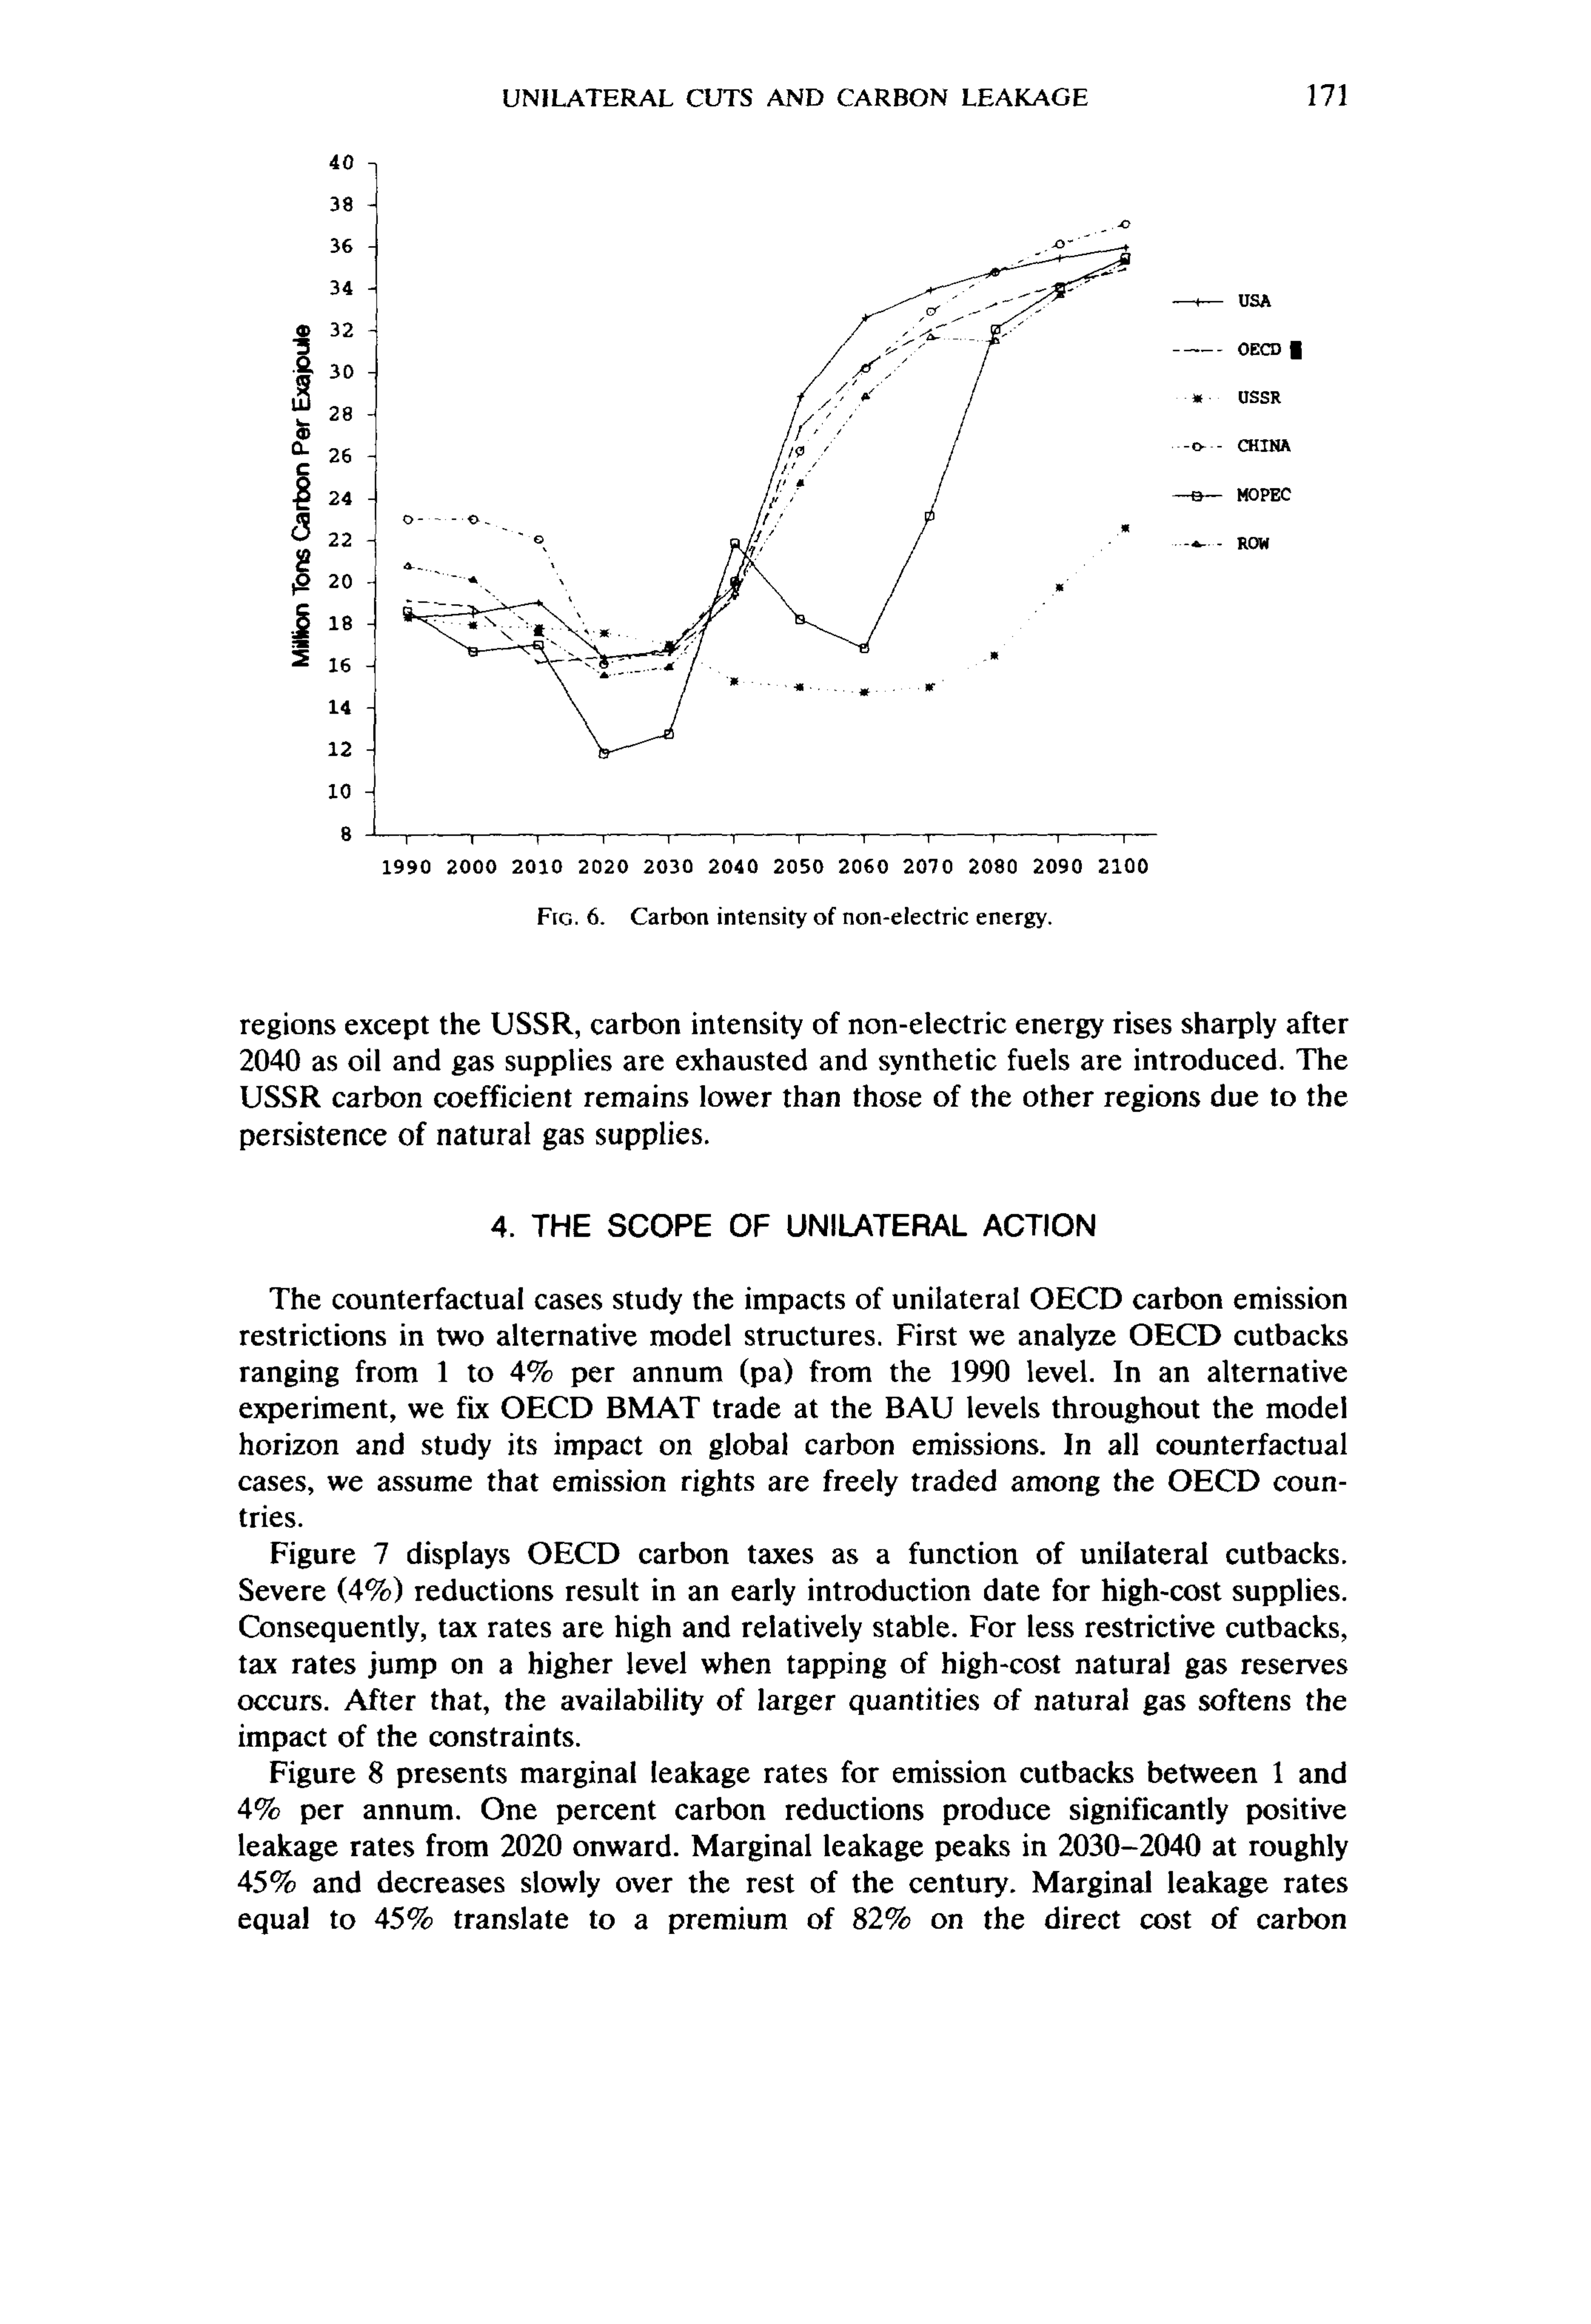 UNILATERAL CUTS AND CARBON LEAKAGE 171
40
38
36
34
32
30
28
26
24
22
20
18
16
14
12
10
8
Million Tons Carbon Per Exajoule
1990 2000 2010 2020 2030 2040 2050 2060 2070 2080 2090 2100
USA
OECD
USSR
CHINA
MOPEC
ROW
FIG. 6. Carbon intensity of non-electric energy.
regions except the USSR, carbon intensity of non-electric energy rises sharply after
2040 as oil and gas supplies are exhausted and synthetic fuels are introduced. The
USSR carbon coefficient remains lower than those of the other regions due to the
persistence of natural gas supplies.
4. THE SCOPE OF UNILATERAL ACTION
The counterfactual cases study the impacts of unilateral OECD carbon emission
restrictions in two alternative model structures. First we analyze OECD cutbacks
ranging from 1 to 4% per annum (pa) from the 1990 level. In an alternative
experiment, we fix OECD BMAT trade at the BAU levels throughout the model
horizon and study its impact on global carbon emissions. In all counterfactual
cases, we assume that emission rights are freely traded among the OECD coun-
tries.
Figure 7 displays OECD carbon taxes as a function of unilateral cutbacks.
Severe (4%) reductions result in an early introduction date for high-cost supplies.
Consequently, tax rates are high and relatively stable. For less restrictive cutbacks,
tax rates jump on a higher level when tapping of high-cost natural gas reserves
occurs. After that, the availability of larger quantities of natural gas softens the
impact of the constraints.
Figure 8 presents marginal leakage rates for emission cutbacks between 1 and
4% per annum. One percent carbon reductions produce significantly positive
leakage rates from 2020 onward. Marginal leakage peaks in 2030–2040 at roughly
45% and decreases slowly over the rest of the century. Marginal leakage rates
equal to 45% translate to a premium of 82% on the direct cost of carbon